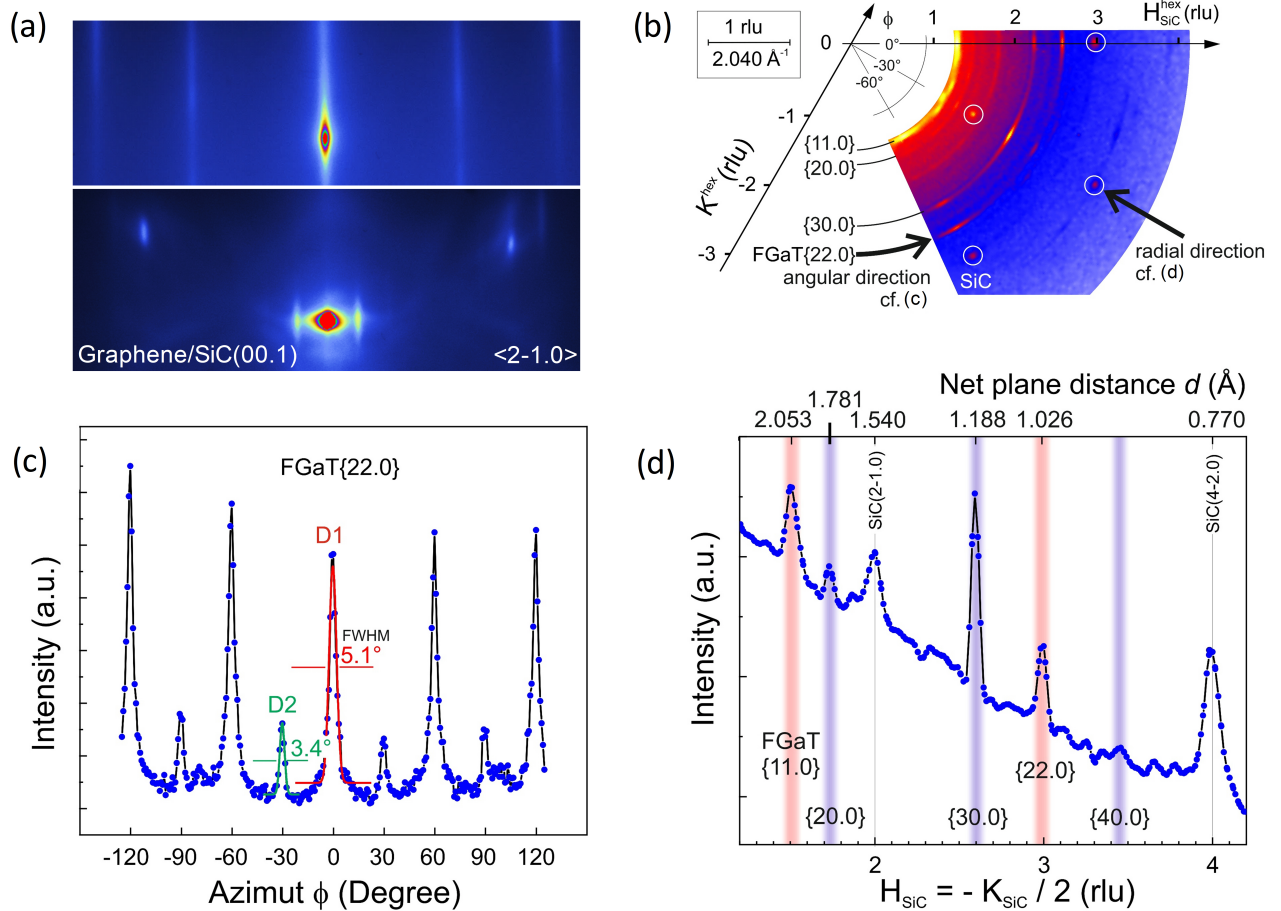 (a)
Graphene/SiC(00.1)
<2-1.0>
(b)
1 rlu
2.040 Å⁻¹
ϕ
1
2
3
H^hex_SiC (rlu)
0
0°
-30°
-60°
-1
-2
-3
K^hex (rlu)
{11.0}
{20.0}
{30.0}
FGaT{22.0}
angular direction
cf. (c)
SiC
radial direction
cf. (d)
(c)
FGaT{22.0}
D1
FWHM
5.1°
D2
3.4°
Intensity (a.u.)
-120 -90 -60 -30 0 30 60 90 120
Azimut ϕ (Degree)
(d)
Net plane distance d (Å)
2.053 1.781 1.540 1.188 1.026 0.770
SiC(2-1.0)
SiC(4-2.0)
Intensity (a.u.)
FGaT
{11.0}
{22.0}
{20.0}
{30.0}
{40.0}
2 3 4
H_SiC = - K_SiC / 2 (rlu)